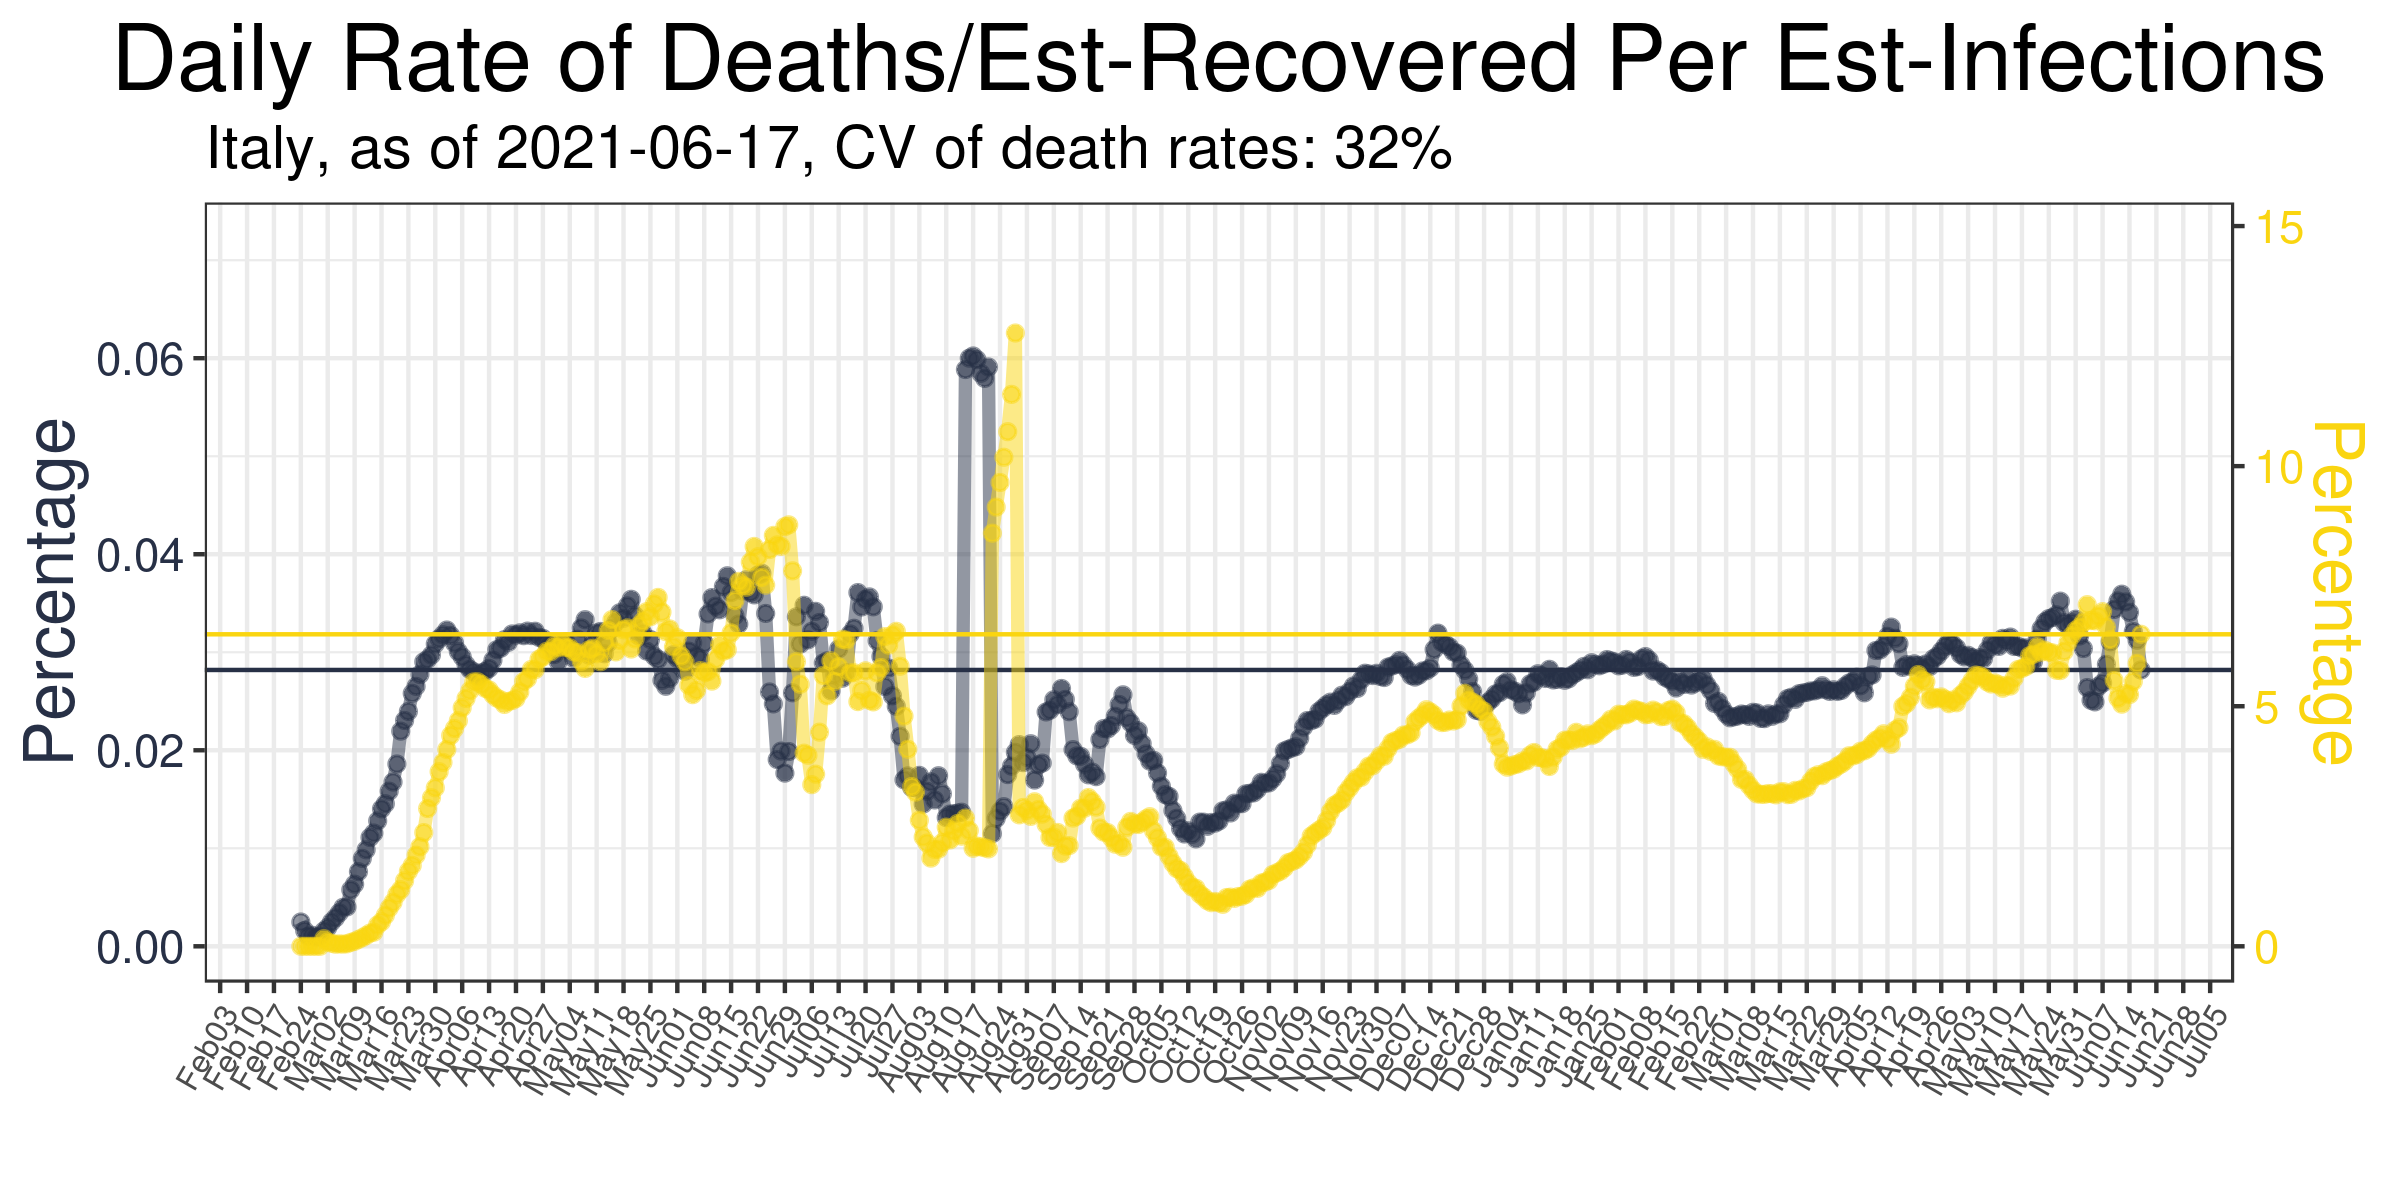 Daily Rate of Deaths/Est-Recovered Per Est-Infections
Italy, as of 2021-06-17, CV of death rates: 32%
Percentage
0.06
0.04
0.02
0.00
15
10
5
0
Percentage
Feb03
Feb10
Feb17
Feb24
Mar02
Mar09
Mar16
Mar23
Mar30
Apr06
Apr13
Apr20
Apr27
May04
May11
May18
May25
Jun01
Jun08
Jun15
Jun22
Jun29
Jul06
Jul13
Jul20
Jul27
Aug03
Aug10
Aug17
Aug24
Aug31
Sep07
Sep14
Sep21
Sep28
Oct05
Oct12
Oct19
Oct26
Nov02
Nov09
Nov16
Nov23
Nov30
Dec07
Dec14
Dec21
Dec28
Jan04
Jan11
Jan18
Jan25
Feb01
Feb08
Feb15
Feb22
Mar01
Mar08
Mar15
Mar22
Mar29
Apr05
Apr12
Apr19
Apr26
May03
May10
May17
May24
May31
Jun07
Jun14
Jun21
Jun28
Jul05